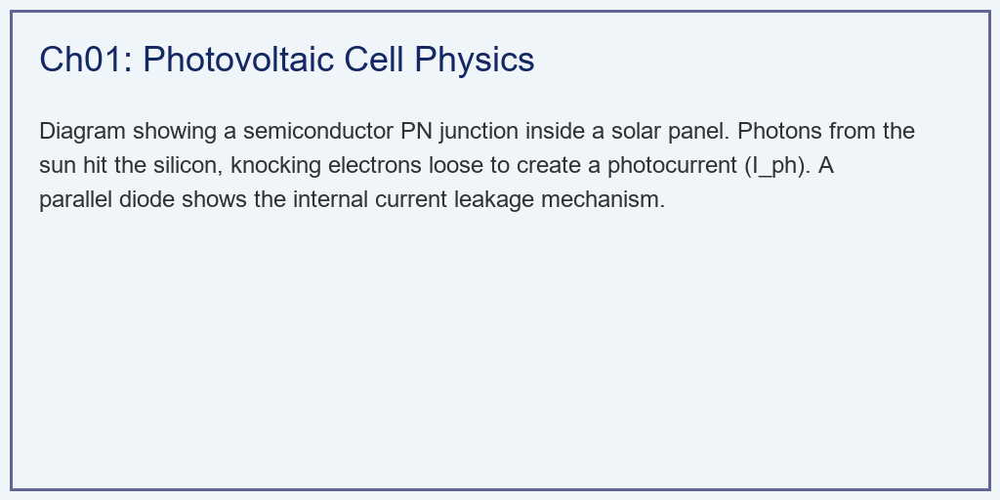 Ch01: Photovoltaic Cell Physics
Diagram showing a semiconductor PN junction inside a solar panel. Photons from the
sun hit the silicon, knocking electrons loose to create a photocurrent (I_ph). A
parallel diode shows the internal current leakage mechanism.